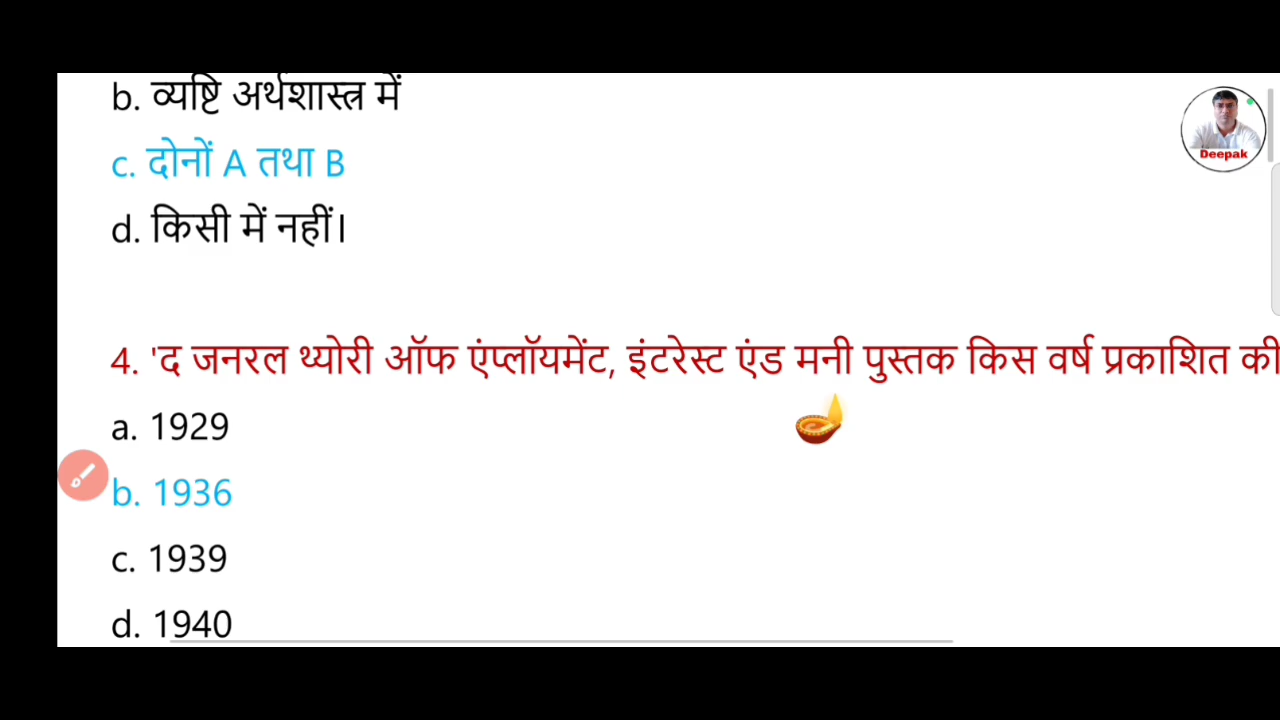 b. व्यष्टि अर्थशास्त्र में
c. दोनों A तथा B
d. किसी में नहीं।
Deepak
4. 'द जनरल थ्योरी ऑफ एंप्लॉयमेंट, इंटरेस्ट एंड मनी पुस्तक किस वर्ष प्रकाशित की
a. 1929
b. 1936
c. 1939
d. 1940